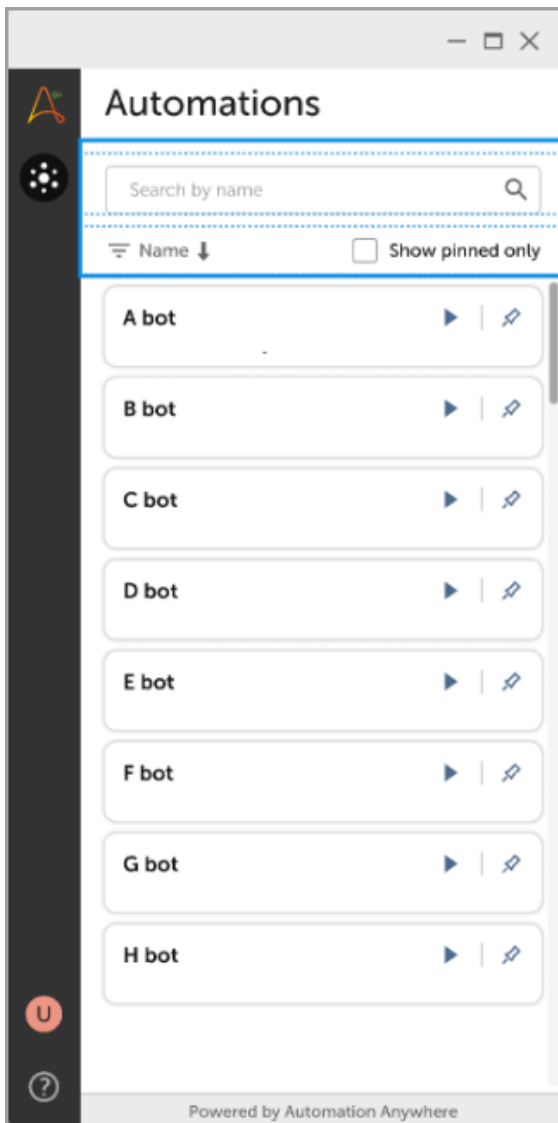 Automations
Search by name
Name
Show pinned only
A bot
B bot
C bot
D bot
E bot
F bot
G bot
H bot
U
?
Powered by Automation Anywhere